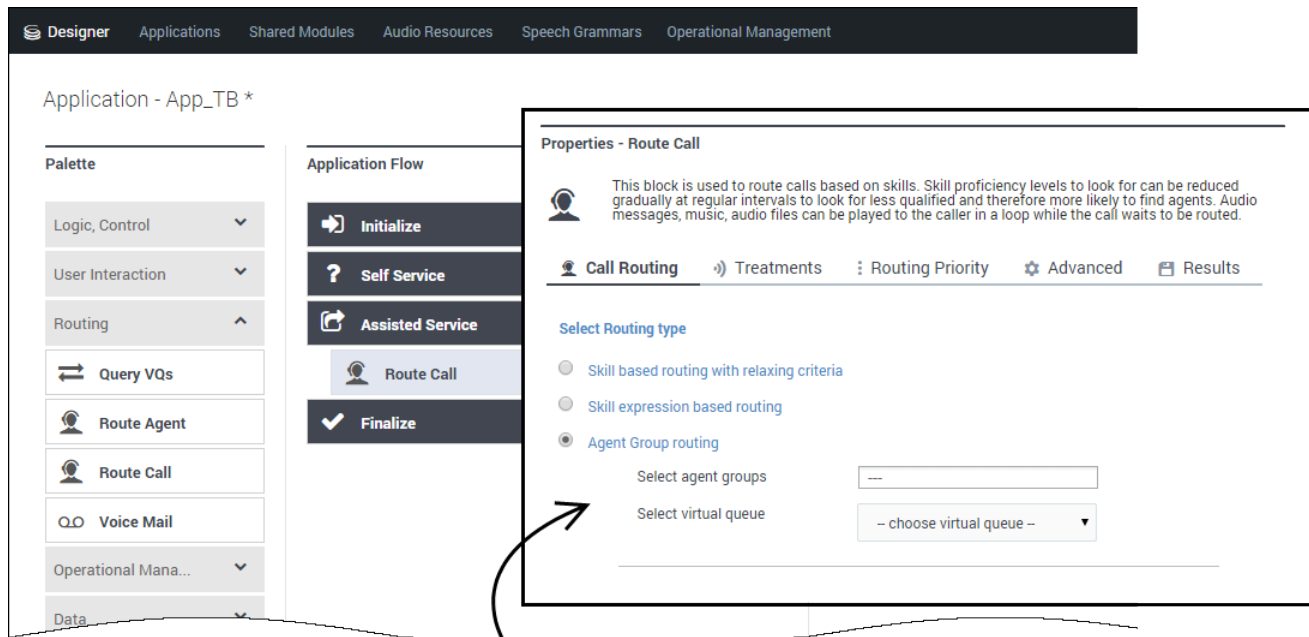 Designer Applications Shared Modules Audio Resources Speech Grammars Operational Management
Application - App_TB *
Palette
Logic, Control
User Interaction
Routing
Query VQs
Route Agent
Route Call
Voice Mail
Operational Mana...
Data
Application Flow
Initialize
Self Service
Assisted Service
Route Call
Finalize
Properties - Route Call
This block is used to route calls based on skills. Skill proficiency levels to look for can be reduced
gradually at regular intervals to look for less qualified and therefore more likely to find agents. Audio
messages, music, audio files can be played to the caller in a loop while the call waits to be routed.
Call Routing Treatments Routing Priority Advanced Results
Select Routing type
Skill based routing with relaxing criteria
Skill expression based routing
Agent Group routing
Select agent groups ---
Select virtual queue -- choose virtual queue --